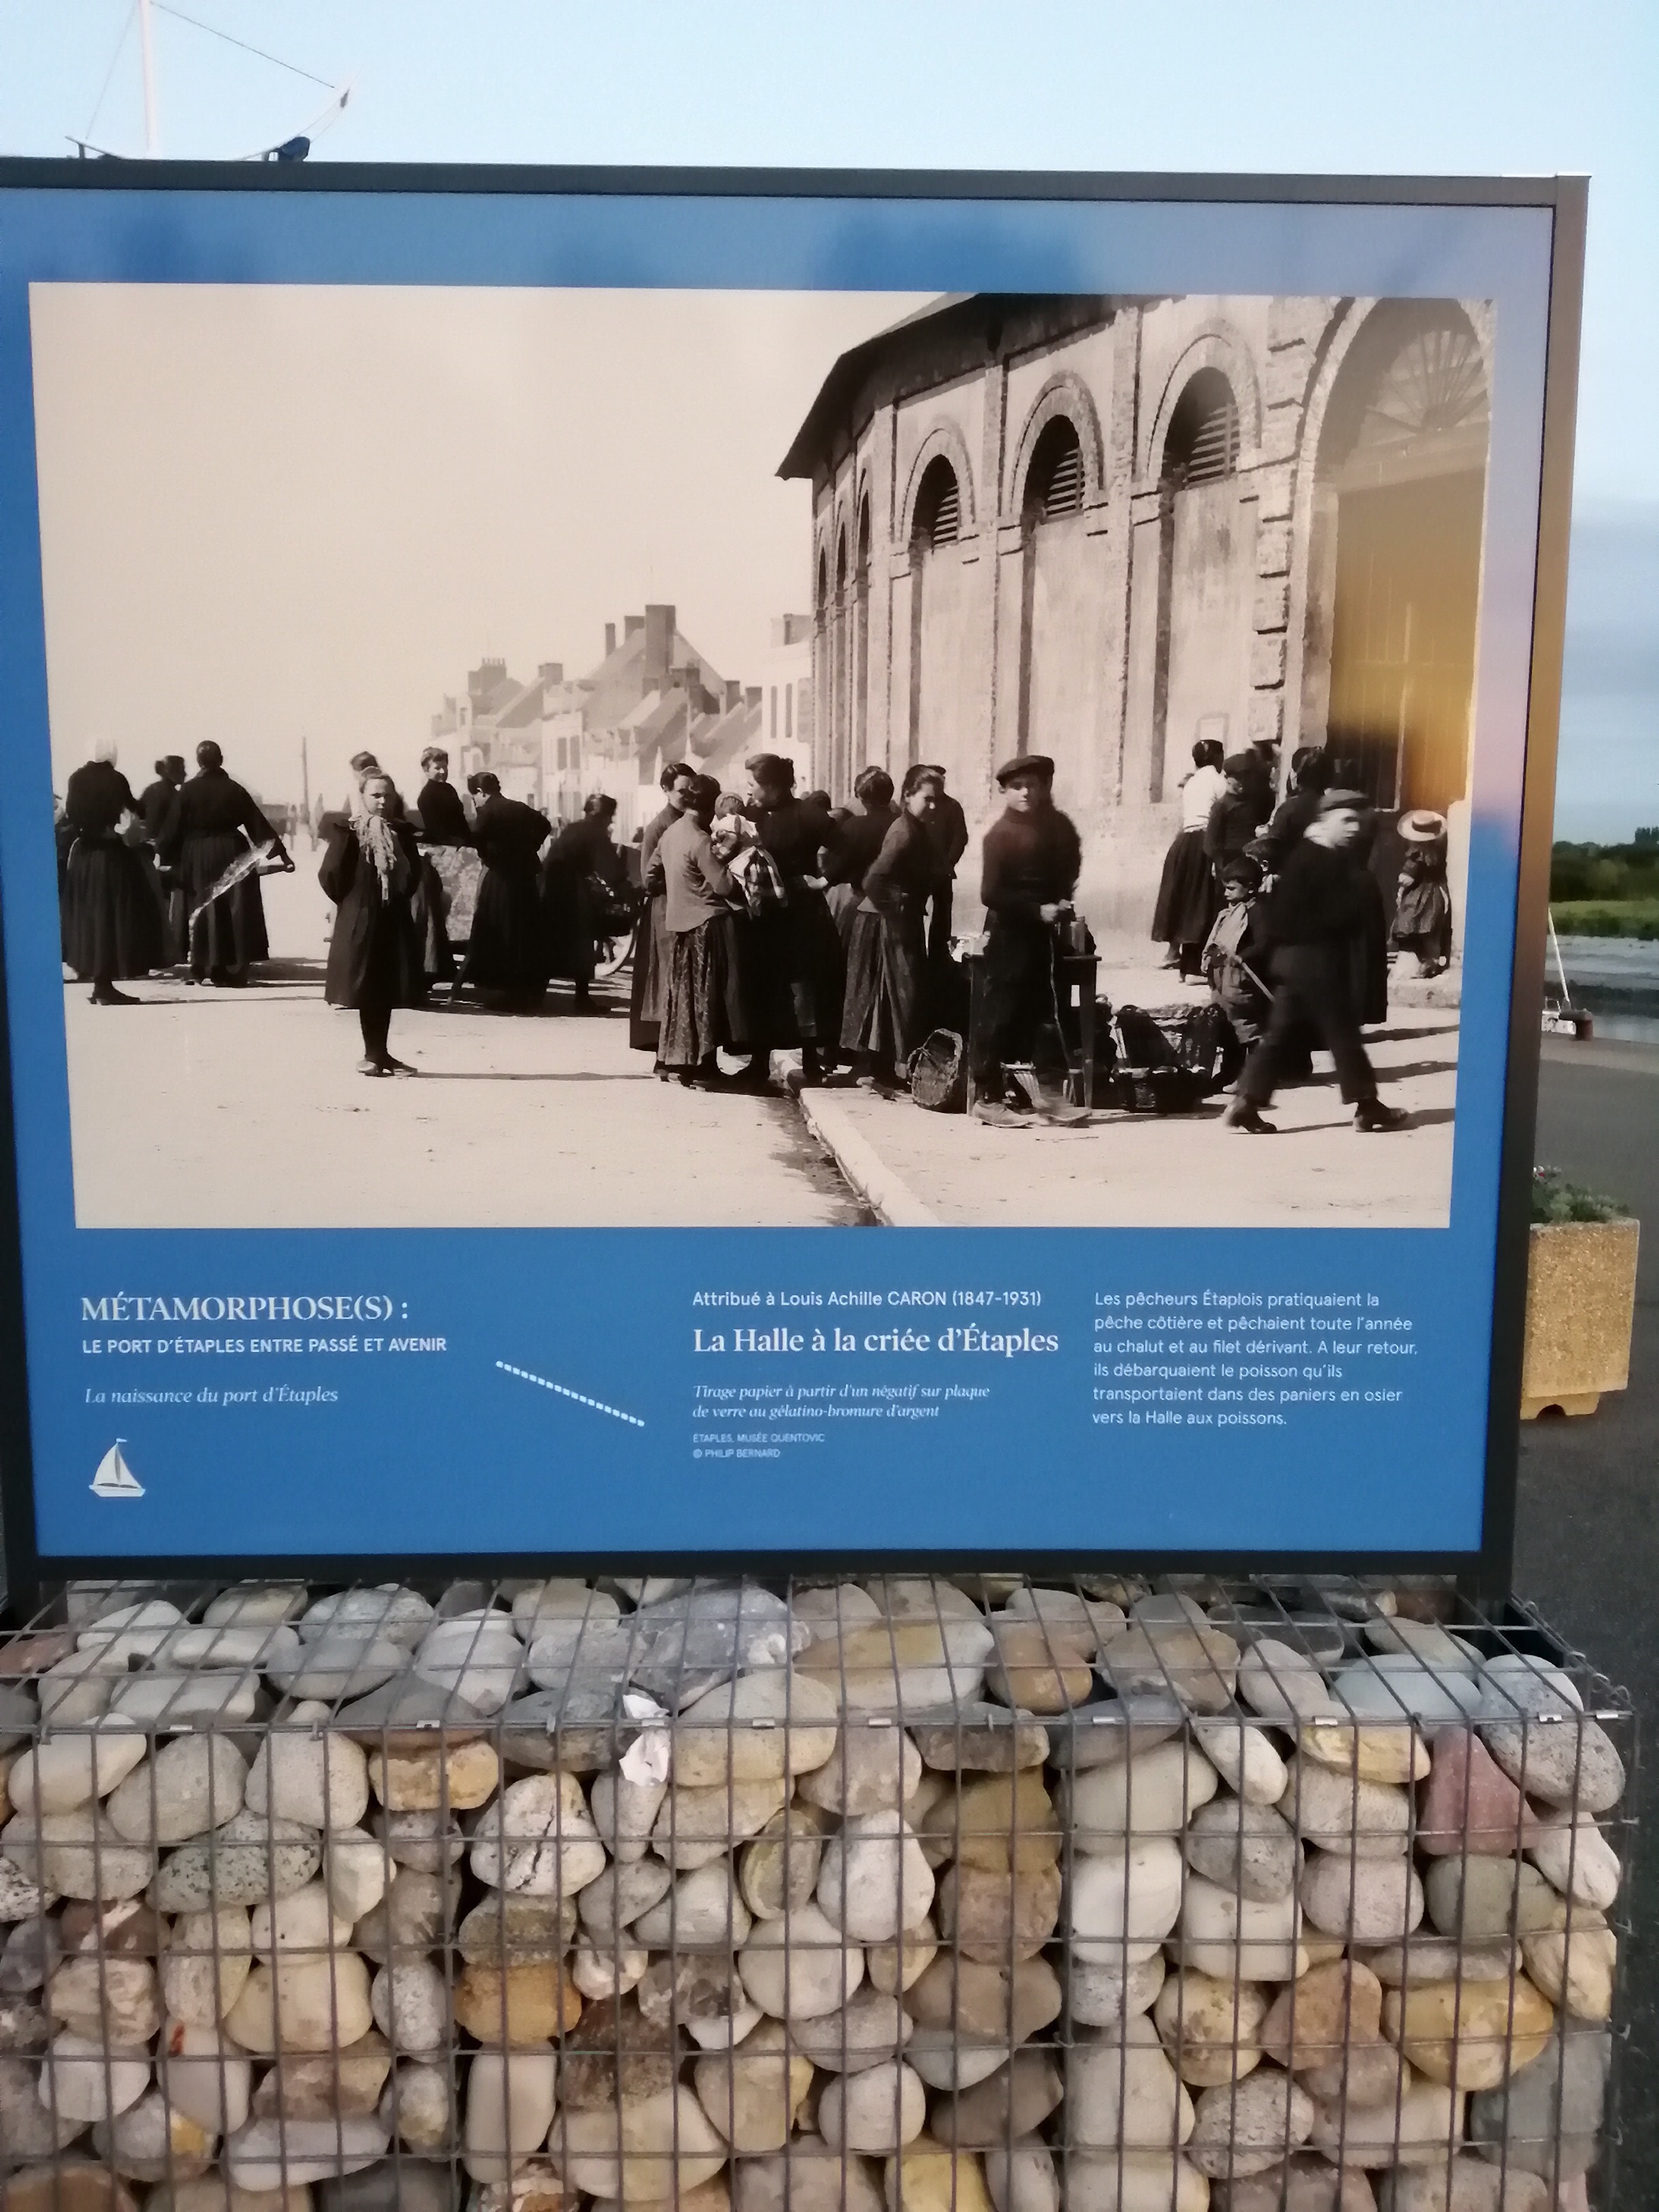 MÉTAMORPHOSE(S) :
LE PORT D'ÉTAPLES ENTRE PASSÉ ET AVENIR
La naissance du port d'Étaples
Attribué à Louis Achille CARON (1847-1931)
La Halle à la criée d'Étaples
Tirage papier à partir d'un négatif sur plaque
de verre au gélatino-bromure d'argent
ÉTAPLES, MUSÉE QUENTOVIC
© PHILIP BERNARD
Les pêcheurs Étaplois pratiquaient la
pêche côtière et pêchaient toute l'année
au chalut et au filet dérivant. A leur retour,
ils débarquaient le poisson qu'ils
transportaient dans des paniers en osier
vers la Halle aux poissons.